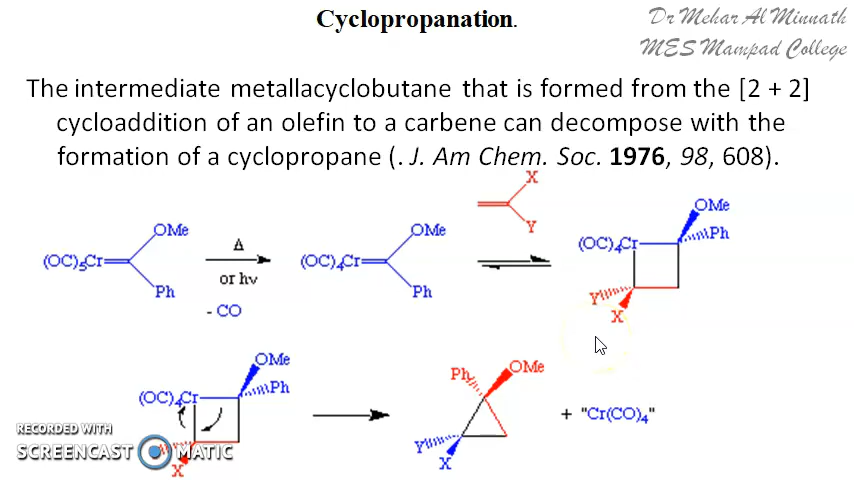 Cyclopropanation.
Dr Mehar Al Minnath
MES Mampad College
The intermediate metallacyclobutane that is formed from the [2 + 2]
cycloaddition of an olefin to a carbene can decompose with the
formation of a cyclopropane (. J. Am Chem. Soc. 1976, 98, 608).
X
OMe
OMe
OMe
Y
(OC)₅Cr
Δ
(OC)₄Cr
(OC)₄Cr
Ph
or hν
Ph
Ph
Y
- CO
X
OMe
Ph
OMe
Ph
(OC)₄Cr
+ "Cr(CO)₄"
RECORDED WITH
Y
SCREENCAST MATIC
X
X